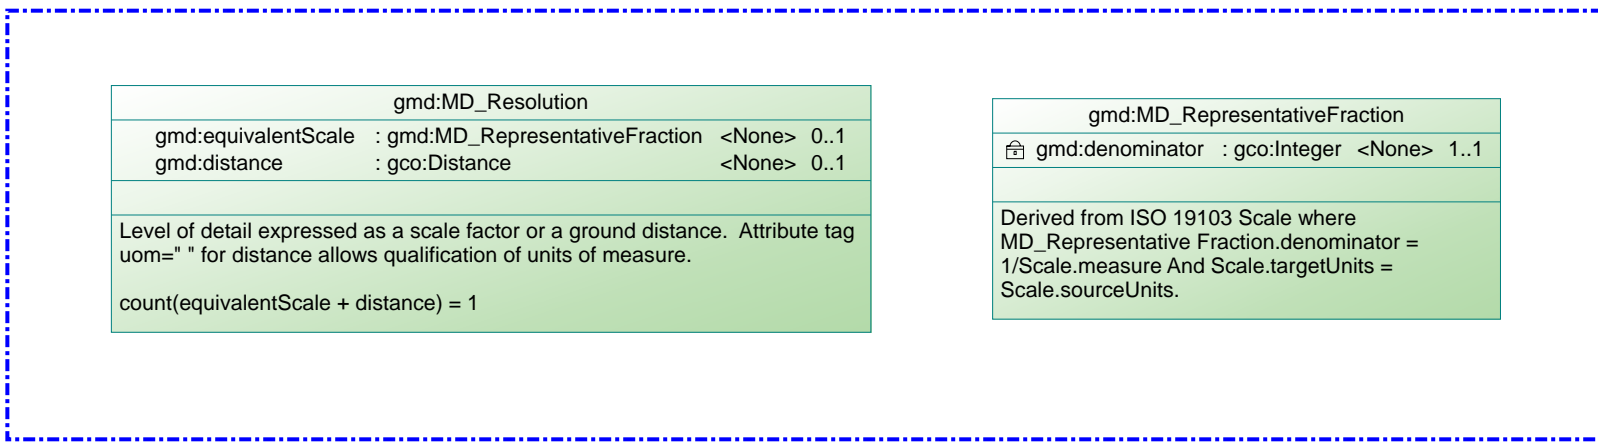 gmd:MD_Resolution
gmd:equivalentScale : gmd:MD_RepresentativeFraction <None> 0..1
gmd:distance : gco:Distance <None> 0..1
Level of detail expressed as a scale factor or a ground distance. Attribute tag
uom=" " for distance allows qualification of units of measure.
count(equivalentScale + distance) = 1
gmd:MD_RepresentativeFraction
gmd:denominator : gco:Integer <None> 1..1
Derived from ISO 19103 Scale where
MD_Representative Fraction.denominator =
1/Scale.measure And Scale.targetUnits =
Scale.sourceUnits.